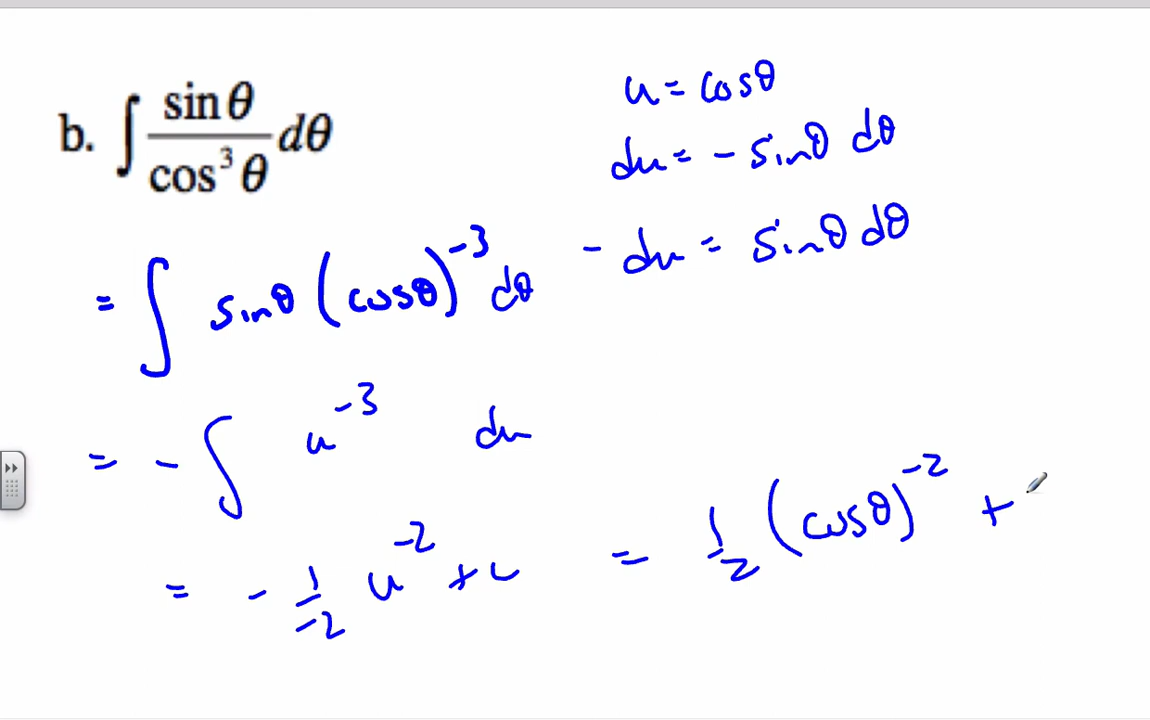 b. ∫ sinθ / cos³θ dθ
u = cosθ
du = - sinθ dθ
- du = sinθ dθ
= ∫ sinθ (cosθ)⁻³ dθ
= - ∫ u⁻³ du
= - 1/-2 u⁻² + c
= 1/2 (cosθ)⁻² +